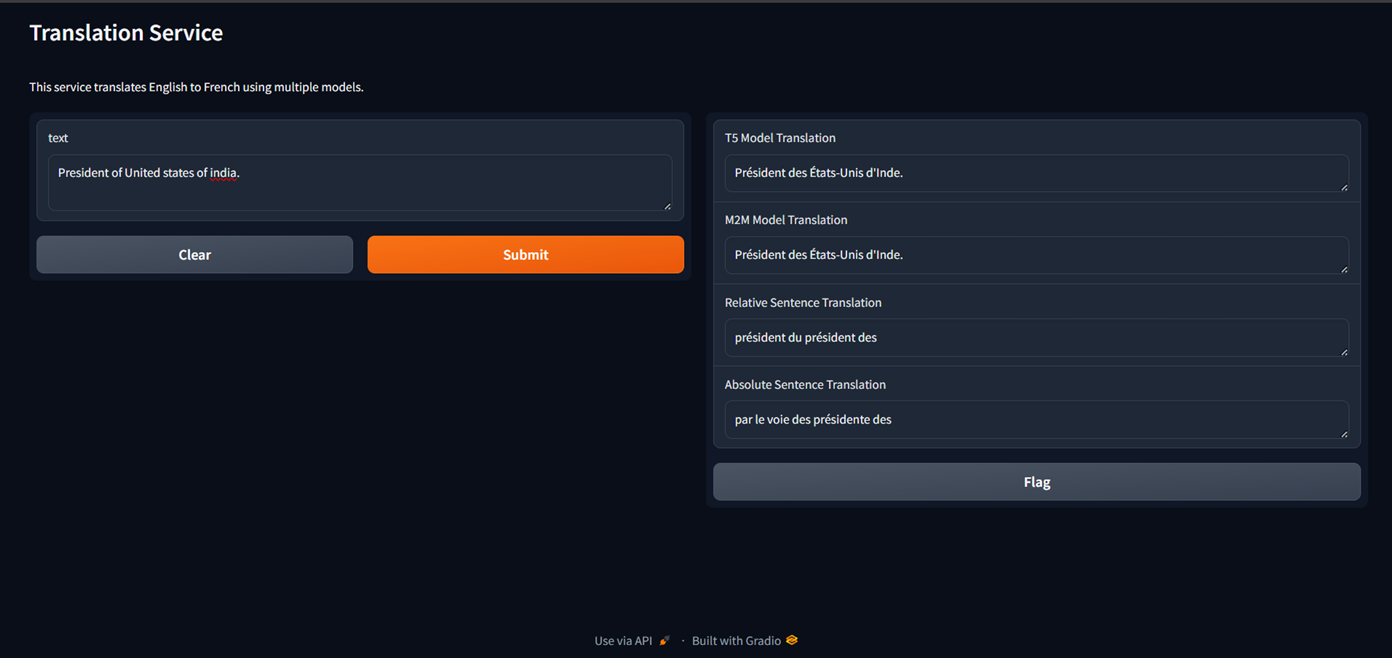 Translation Service
This service translates English to French using multiple models.
text
President of United states of india.
Clear
Submit
T5 Model Translation
Président des États-Unis d'Inde.
M2M Model Translation
Président des États-Unis d'Inde.
Relative Sentence Translation
président du président des
Absolute Sentence Translation
par le voie des présidente des
Flag
Use via API · Built with Gradio